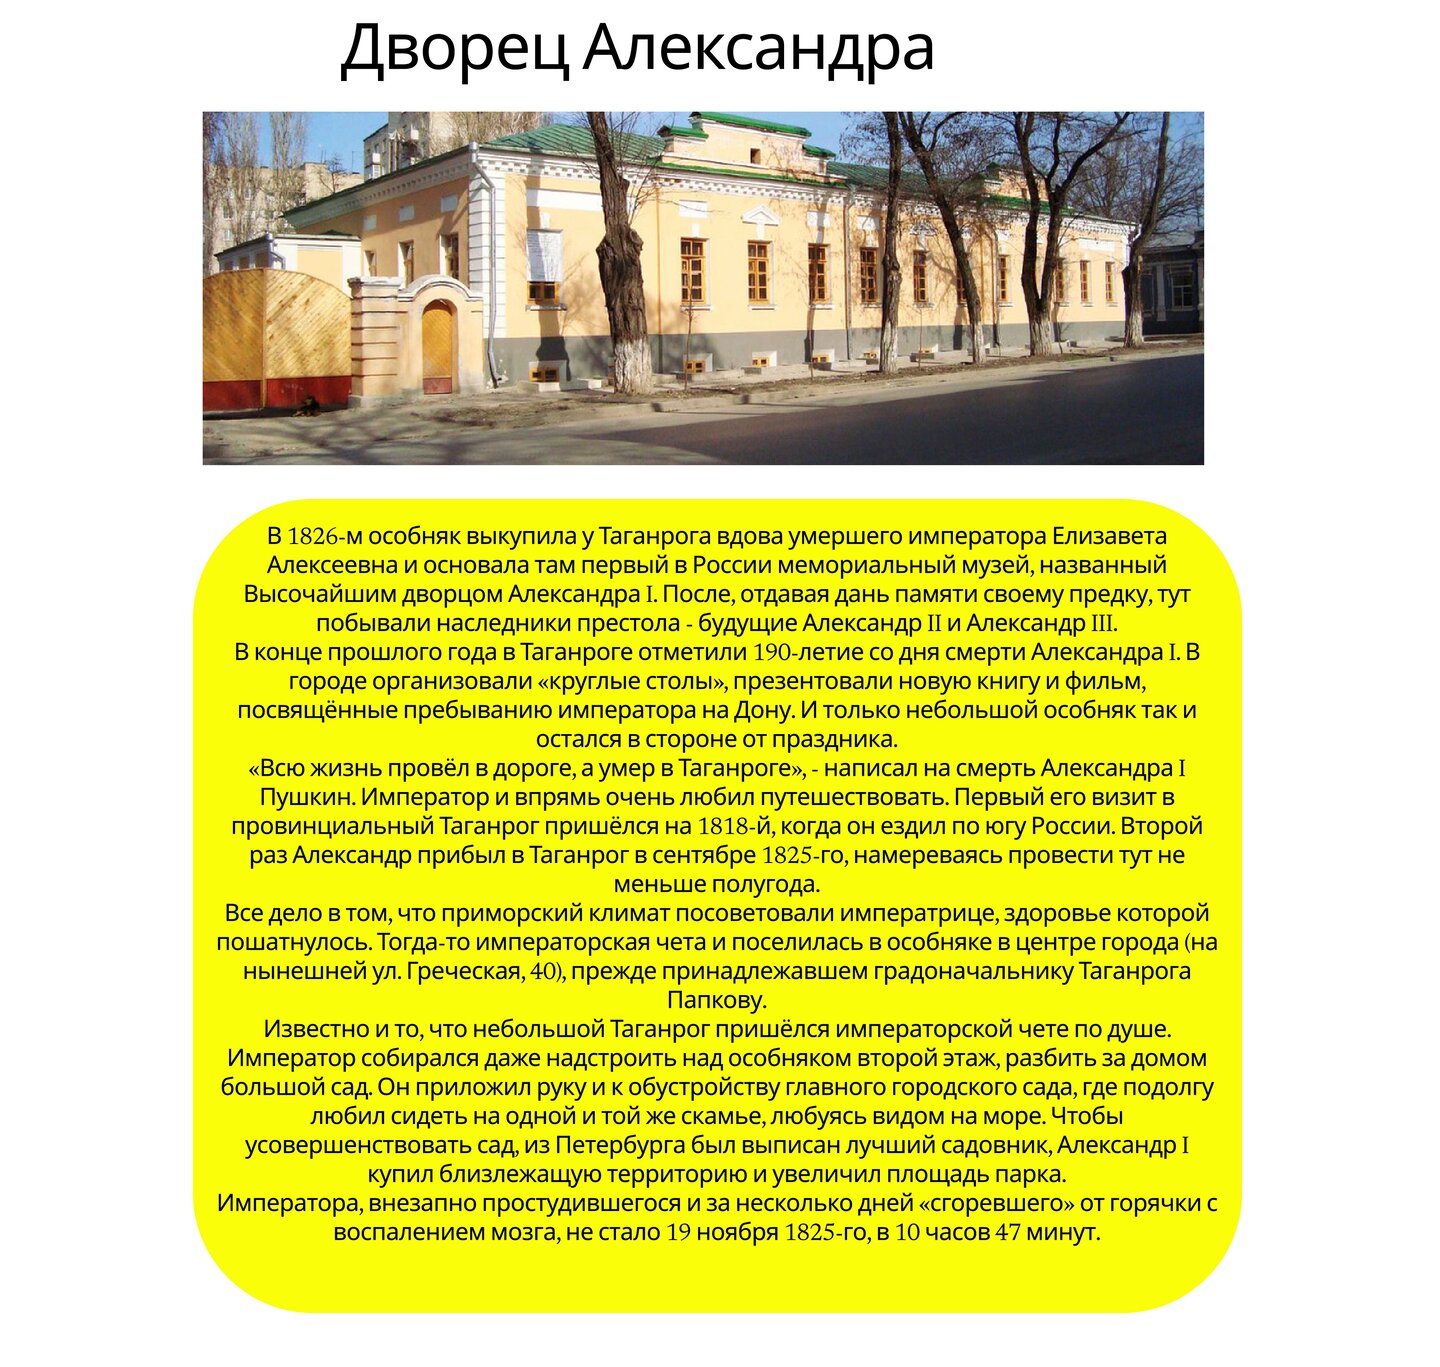 Дворец Александра
В 1826-м особняк выкупила у Таганрога вдова умершего императора Елизавета
Алексеевна и основала там первый в России мемориальный музей, названный
Высочайшим дворцом Александра I. После, отдавая дань памяти своему предку, тут
побывали наследники престола - будущие Александр II и Александр III.
В конце прошлого года в Таганроге отметили 190-летие со дня смерти Александра I. В
городе организовали «круглые столы», презентовали новую книгу и фильм,
посвящённые пребыванию императора на Дону. И только небольшой особняк так и
остался в стороне от праздника.
«Всю жизнь провёл в дороге, а умер в Таганроге», - написал на смерть Александра I
Пушкин. Император и впрямь очень любил путешествовать. Первый его визит в
провинциальный Таганрог пришёлся на 1818-й, когда он ездил по югу России. Второй
раз Александр прибыл в Таганрог в сентябре 1825-го, намереваясь провести тут не
меньше полугода.
Все дело в том, что приморский климат посоветовали императрице, здоровье которой
пошатнулось. Тогда-то императорская чета и поселилась в особняке в центре города (на
нынешней ул. Греческая, 40), прежде принадлежавшем градоначальнику Таганрога
Папкову.
Известно и то, что небольшой Таганрог пришёлся императорской чете по душе.
Император собирался даже надстроить над особняком второй этаж, разбить за домом
большой сад. Он приложил руку и к обустройству главного городского сада, где подолгу
любил сидеть на одной и той же скамье, любуясь видом на море. Чтобы
усовершенствовать сад, из Петербурга был выписан лучший садовник, Александр I
купил близлежащую территорию и увеличил площадь парка.
Императора, внезапно простудившегося и за несколько дней «сгоревшего» от горячки с
воспалением мозга, не стало 19 ноября 1825-го, в 10 часов 47 минут.